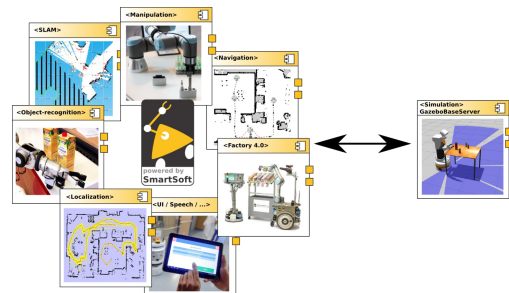 <Manipulation>
<SLAM>
<Navigation>
<Object-recognition>
<Factory 4.0>
<Simulation>
GazeboBaseServer
powered by
SmartSoft
<Localization>
<UI / Speech / ...>